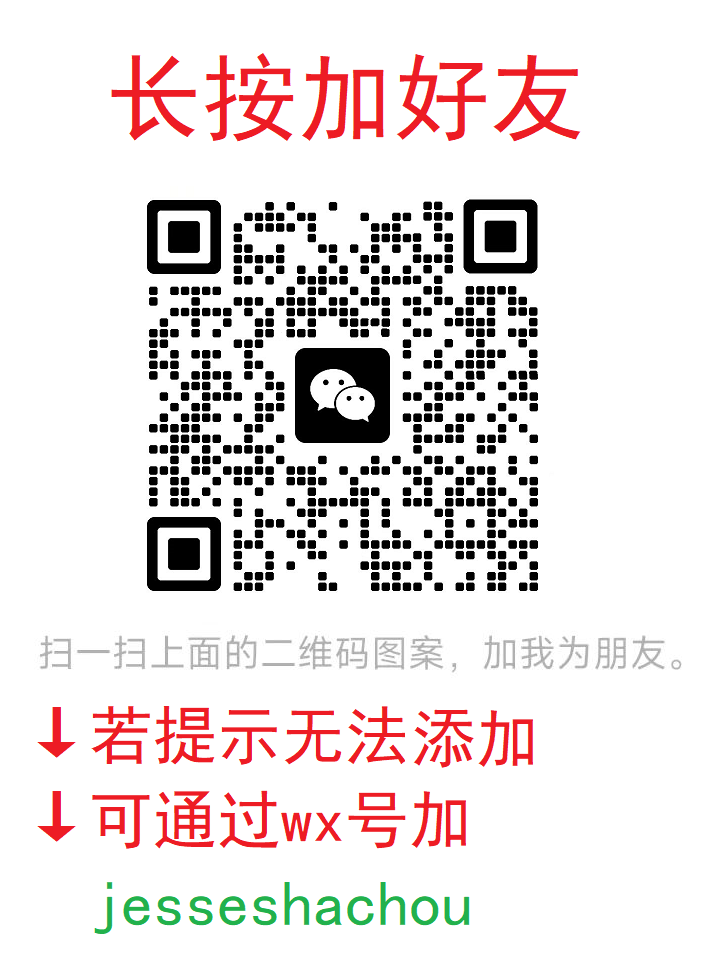 长按加好友
扫一扫上面的二维码图案，加我为朋友。
↓若提示无法添加
↓可通过wx号加
jesseshachou